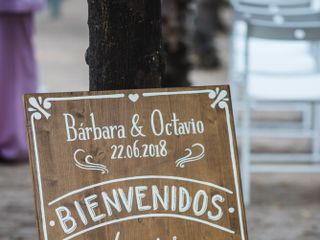 Bárbara & Octavio
22.06.2018
BIENVENIDOS